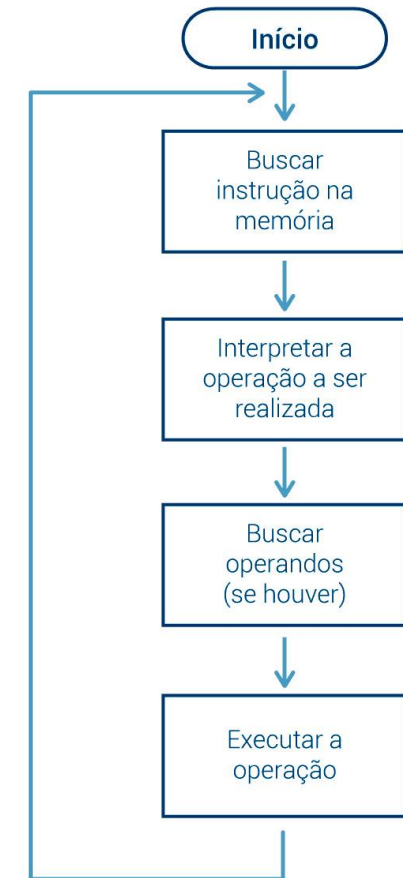 Início
Buscar
instrução na
memória
Interpretar a
operação a ser
realizada
Buscar
operandos
(se houver)
Executar a
operação